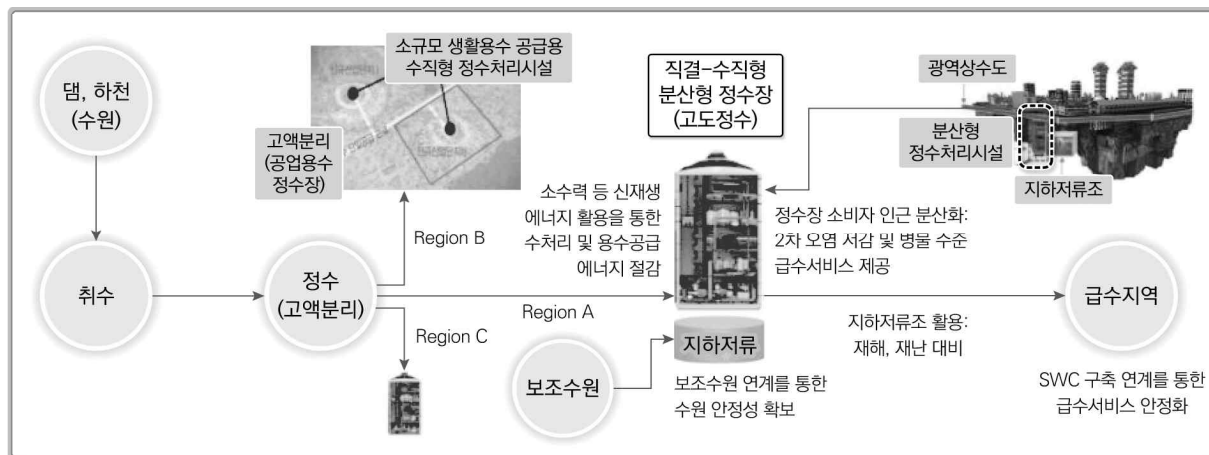 댐, 하천
(수원)
취수
정수
(고액분리)
고액분리
(공업용수
정수장)
소규모 생활용수 공급용
수직형 정수처리시설
Region B
Region A
Region C
소수력 등 신재생
에너지 활용을 통한
수처리 및 용수공급
에너지 절감
직결-수직형
분산형 정수장
(고도정수)
지하저류
보조수원
보조수원 연계를 통한
수원 안정성 확보
광역상수도
분산형
정수처리시설
지하저류조
정수장 소비자 인근 분산화:
2차 오염 저감 및 병물 수준
급수서비스 제공
지하저류조 활용:
재해, 재난 대비
급수지역
SWC 구축 연계를 통한
급수서비스 안정화